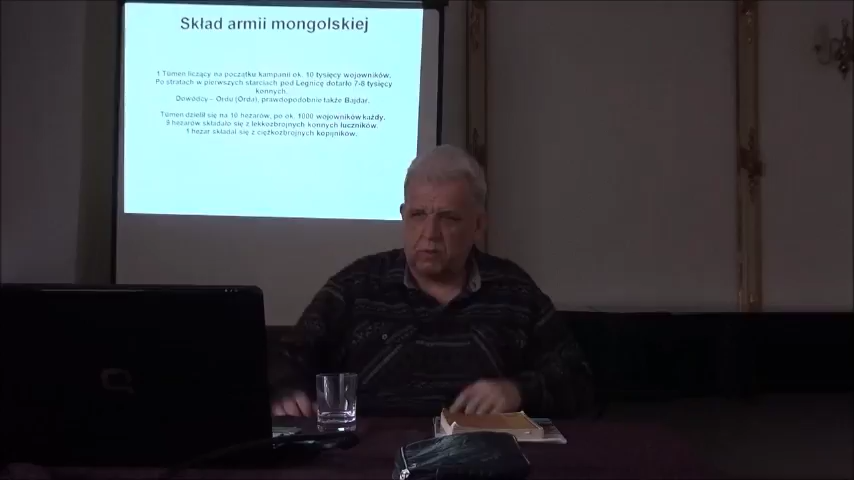 Skład armii mongolskiej
1 Tümen liczący na początku kampanii ok. 10 tysięcy wojowników.
Po stratach w pierwszych starciach pod Legnicę dotarło 7-8 tysięcy
konnych.
Dowódcy – Ordu (Orda), prawdopodobnie także Bajdar.
Tümen dzielił się na 10 hezarów, po ok. 1000 wojowników każdy.
9 hezarów składało się z lekkozbrojnych konnych łuczników.
1 hezar składał się z ciężkozbrojnych kopijników.